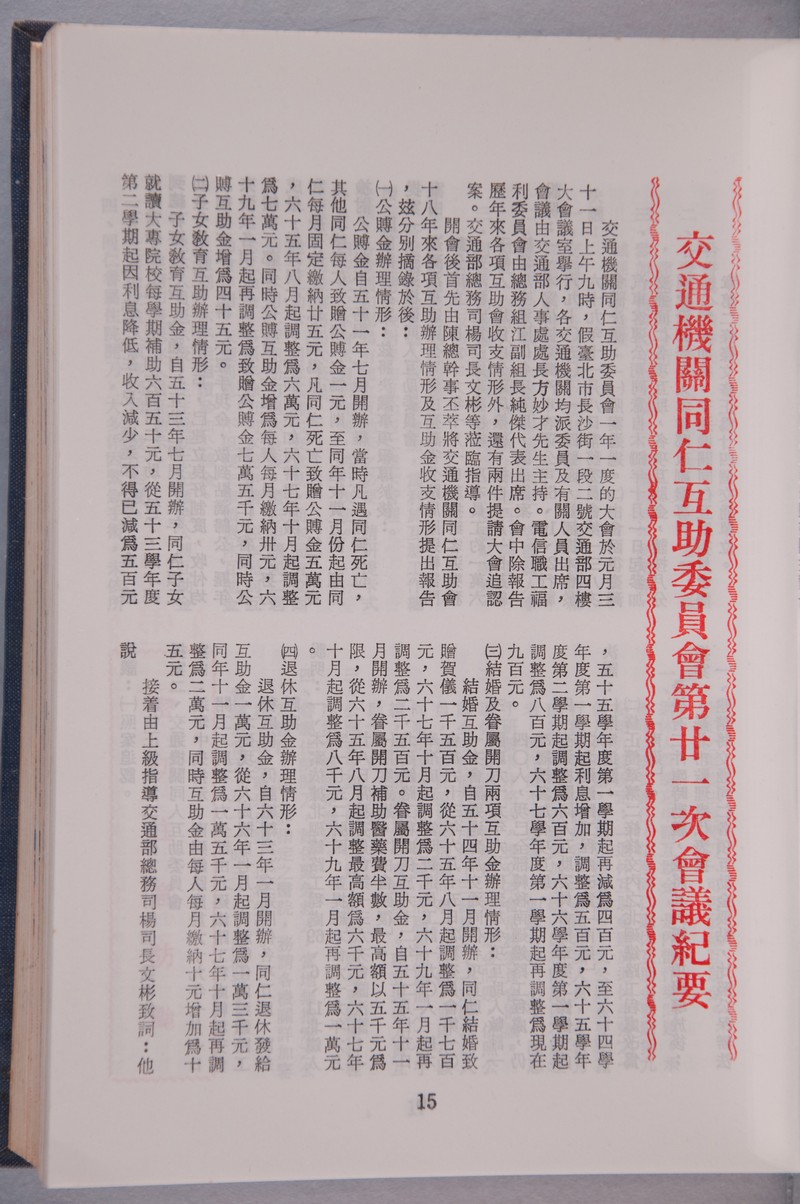 交通機關同仁互助委員會第廿一次會議紀要
交通機關同仁互助委員會一年一度的大會於元月三
十一日上午九時，假臺北市長沙街一段二號交通部四樓
大會議室舉行，各交通機關均派委員及有關人員出席，
會議由交通部人事處處長方妙才先生主持。電信職工福
利委員會由總務組江副組長純傑代表出席。會中除報告
歷年來各項互助會收支情形外，還有兩件提請大會追認
案。交通部總務司楊司長文彬等蒞臨指導。
開會後首先由陳總幹事丕萃將交通機關同仁互助會
十八年來各項互助辦理情形及互助金收支情形提出報告
，玆分別摘錄於後：
㈠公賻金辦理情形：
公賻金自五十一年七月開辦，當時凡遇同仁死亡，
其他同仁每人致贈公賻金一元，至同年十一月份起由同
仁每月固定繳納廿五元，凡同仁死亡致贈公賻金五萬元
，六十五年八月起調整爲六萬元，六十七年十月起調整
爲七萬元。同時公賻互助金增爲每人每月繳納卅元，六
十九年一月起再調整爲致贈公賻金七萬五千元，同時公
賻互助金增爲四十五元。
㈡子女敎育互助辦理情形：
子女敎育互助金，自五十三年七月開辦，同仁子女
就讀大專院校每學期補助六百五十元，從五十三學年度
第二學期起因利息降低，收入減少，不得已減爲五百元
，五十五學年度第一學期起再減爲四百元，至六十四學
年度第一學期起利息增加，調整爲五百元，六十五學年
度第二學期起調整爲六百元，六十六學年度第一學期起
調整爲八百元，六十七學年度第一學期起再調整爲現在
九百元。
㈢結婚及眷屬開刀兩項互助金辦理情形：
結婚互助金，自五十四年十一月開辦，同仁結婚致
贈賀儀一千五百元，從六十五年八月起調整爲一千七百
元，六十七年十月起調整爲二千元，六十九年一月起再
調整爲二千五百元。眷屬開刀互助金，自五十五年十一
月開辦，眷屬開刀補助醫藥費半數，最高額以五千元爲
限，從六十五年八月起調整最高額爲六千元，六十七年
十月起調整爲八千元，六十九年一月起再調整爲一萬元
。
㈣退休互助金辦理情形：
退休互助金，自六十三年一月開辦，同仁退休發給
互助金一萬元，從六十六年一月起調整爲一萬三千元，
同年十一月起調整爲一萬五千元，六十七年十月起再調
整爲二萬元，同時互助金由每人每月繳納十元增加爲十
五元。
接着由上級指導交通部總務司楊司長文彬致詞：他
說
15